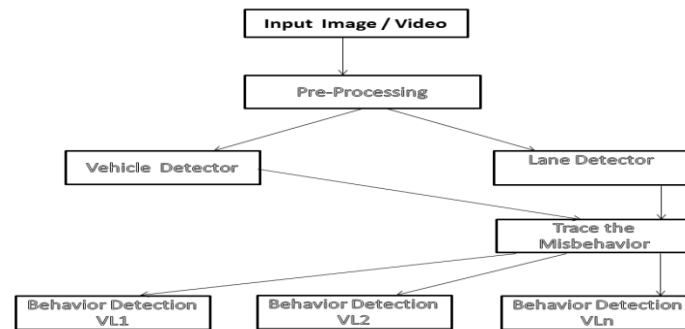 Input Image / Video
Pre-Processing
Vehicle Detector
Lane Detector
Trace the
Misbehavior
Behavior Detection
VL1
Behavior Detection
VL2
Behavior Detection
VLn